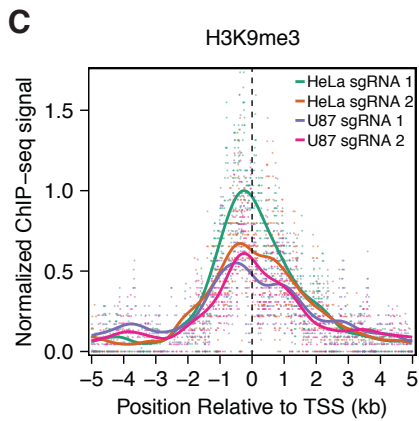 C
H3K9me3
HeLa sgRNA 1
HeLa sgRNA 2
U87 sgRNA 1
U87 sgRNA 2
Normalized ChIP−seq signal
1.5
1.0
0.5
0.0
−5 −4 −3 −2 −1 0 1 2 3 4 5
Position Relative to TSS (kb)